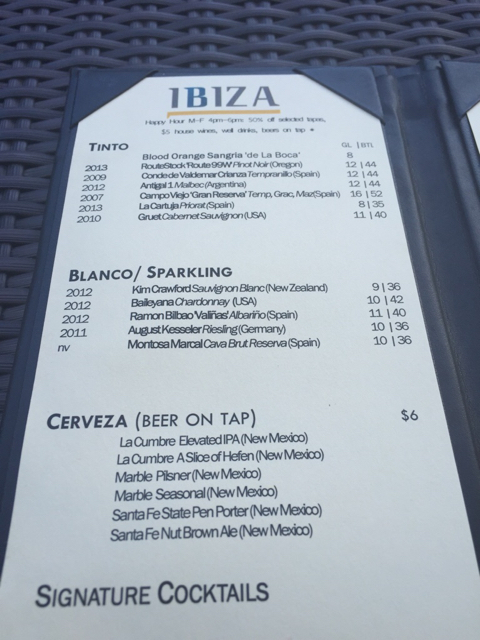 IBIZA
Happy Hour M-F 4pm-6pm: 50% off selected tapas,
$5 house wines, well drinks, beers on tap
TINTO GL | BTL
Blood Orange Sangria 'de La Boca' 8
2013 RouteStock 'Route 99W' Pinot Noir (Oregon) 12 | 44
2009 Conde de Valdemar Crianza Tempranillo (Spain) 12 | 44
2012 Antigal 1 Malbec (Argentina) 12 | 44
2007 Campo Viejo 'Gran Reserva' Temp, Grac, Maz (Spain) 16 | 52
2013 La Cartuja Priorat (Spain) 8 | 35
2010 Gruet Cabernet Sauvignon (USA) 11 | 40
BLANCO/ SPARKLING
2012 Kim Crawford Sauvignon Blanc (New Zealand) 9 | 36
2012 Baileyana Chardonnay (USA) 10 | 42
2012 Ramon Bilbao 'Valiñas' Albariño (Spain) 11 | 40
2011 August Kesseler Riesling (Germany) 10 | 36
nv Montosa Marcal Cava Brut Reserva (Spain) 10 | 36
CERVEZA (BEER ON TAP) $6
La Cumbre Elevated IPA (New Mexico)
La Cumbre A Slice of Hefen (New Mexico)
Marble Pilsner (New Mexico)
Marble Seasonal (New Mexico)
Santa Fe State Pen Porter (New Mexico)
Santa Fe Nut Brown Ale (New Mexico)
SIGNATURE COCKTAILS